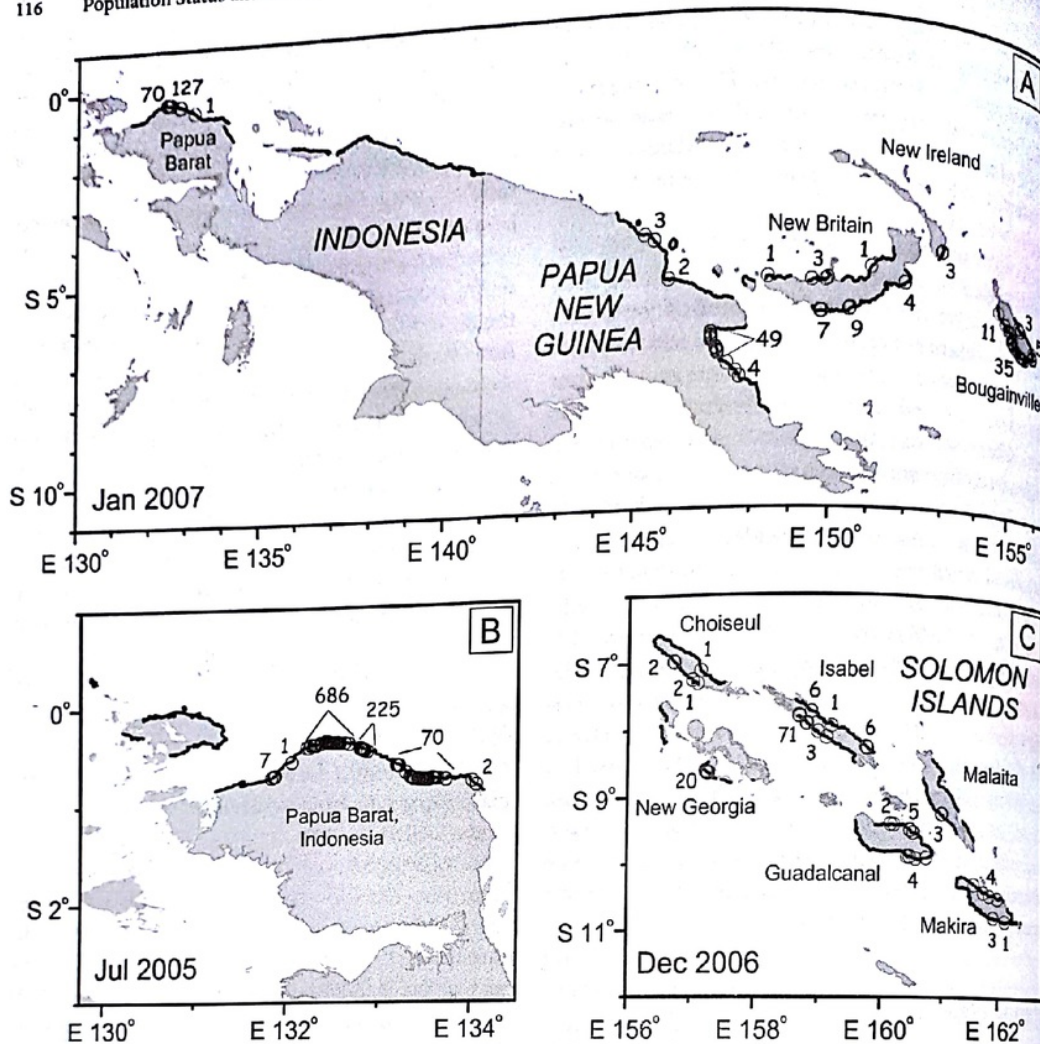 116 Population Status
A
0°
70 127 1
Papua
Barat
New Ireland
INDONESIA
New Britain
3
1 3 1
PAPUA
NEW
GUINEA
2
3
S 5°
4
7 9
49
4
11 3
5
35
Bougainville
S 10°
Jan 2007
E 130° E 135° E 140° E 145° E 150° E 155°
B
686
225
0°
7 1 70 2
Papua Barat,
Indonesia
S 2°
Jul 2005
E 130° E 132° E 134°
C
Choiseul
S 7°
2 1
Isabel
SOLOMON
ISLANDS
2
1
6 1
6
71
3
Malaita
20
S 9°
New Georgia
2 5
3
Guadalcanal
4
4
Makira
3 1
S 11°
Dec 2006
E 156° E 158° E 160° E 162°